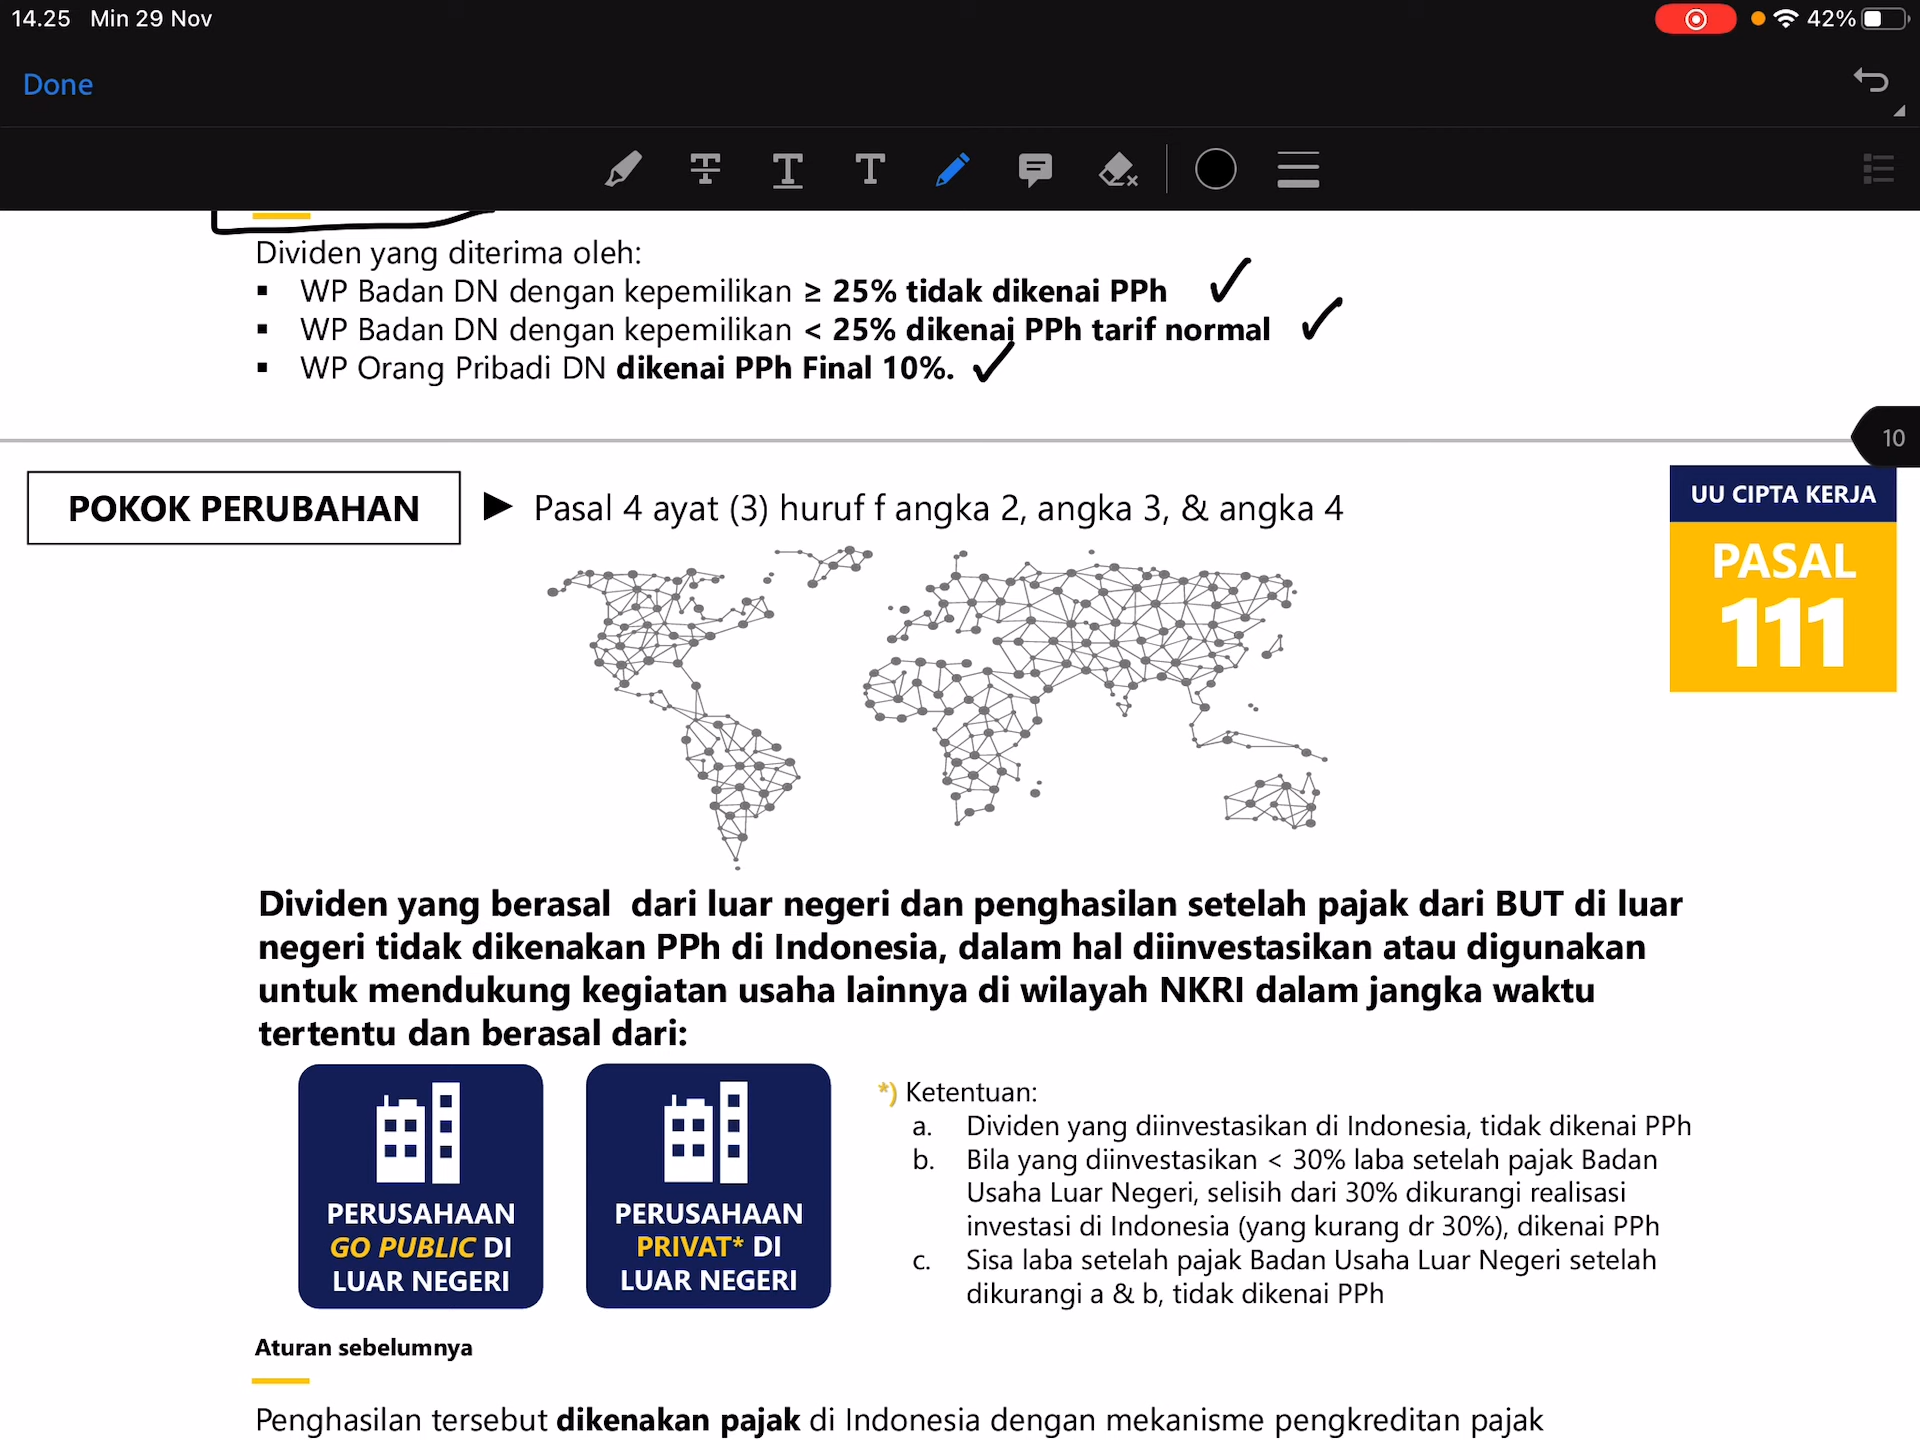 14.25 Min 29 Nov
42%
Done
Dividen yang diterima oleh:
▪ WP Badan DN dengan kepemilikan ≥ 25% tidak dikenai PPh
▪ WP Badan DN dengan kepemilikan < 25% dikenai PPh tarif normal
▪ WP Orang Pribadi DN dikenai PPh Final 10%.
10
POKOK PERUBAHAN
Pasal 4 ayat (3) huruf f angka 2, angka 3, & angka 4
UU CIPTA KERJA
PASAL
111
Dividen yang berasal dari luar negeri dan penghasilan setelah pajak dari BUT di luar
negeri tidak dikenakan PPh di Indonesia, dalam hal diinvestasikan atau digunakan
untuk mendukung kegiatan usaha lainnya di wilayah NKRI dalam jangka waktu
tertentu dan berasal dari:
PERUSAHAAN
GO PUBLIC DI
LUAR NEGERI
PERUSAHAAN
PRIVAT* DI
LUAR NEGERI
*) Ketentuan:
a. Dividen yang diinvestasikan di Indonesia, tidak dikenai PPh
b. Bila yang diinvestasikan < 30% laba setelah pajak Badan
Usaha Luar Negeri, selisih dari 30% dikurangi realisasi
investasi di Indonesia (yang kurang dr 30%), dikenai PPh
c. Sisa laba setelah pajak Badan Usaha Luar Negeri setelah
dikurangi a & b, tidak dikenai PPh
Aturan sebelumnya
Penghasilan tersebut dikenakan pajak di Indonesia dengan mekanisme pengkreditan pajak